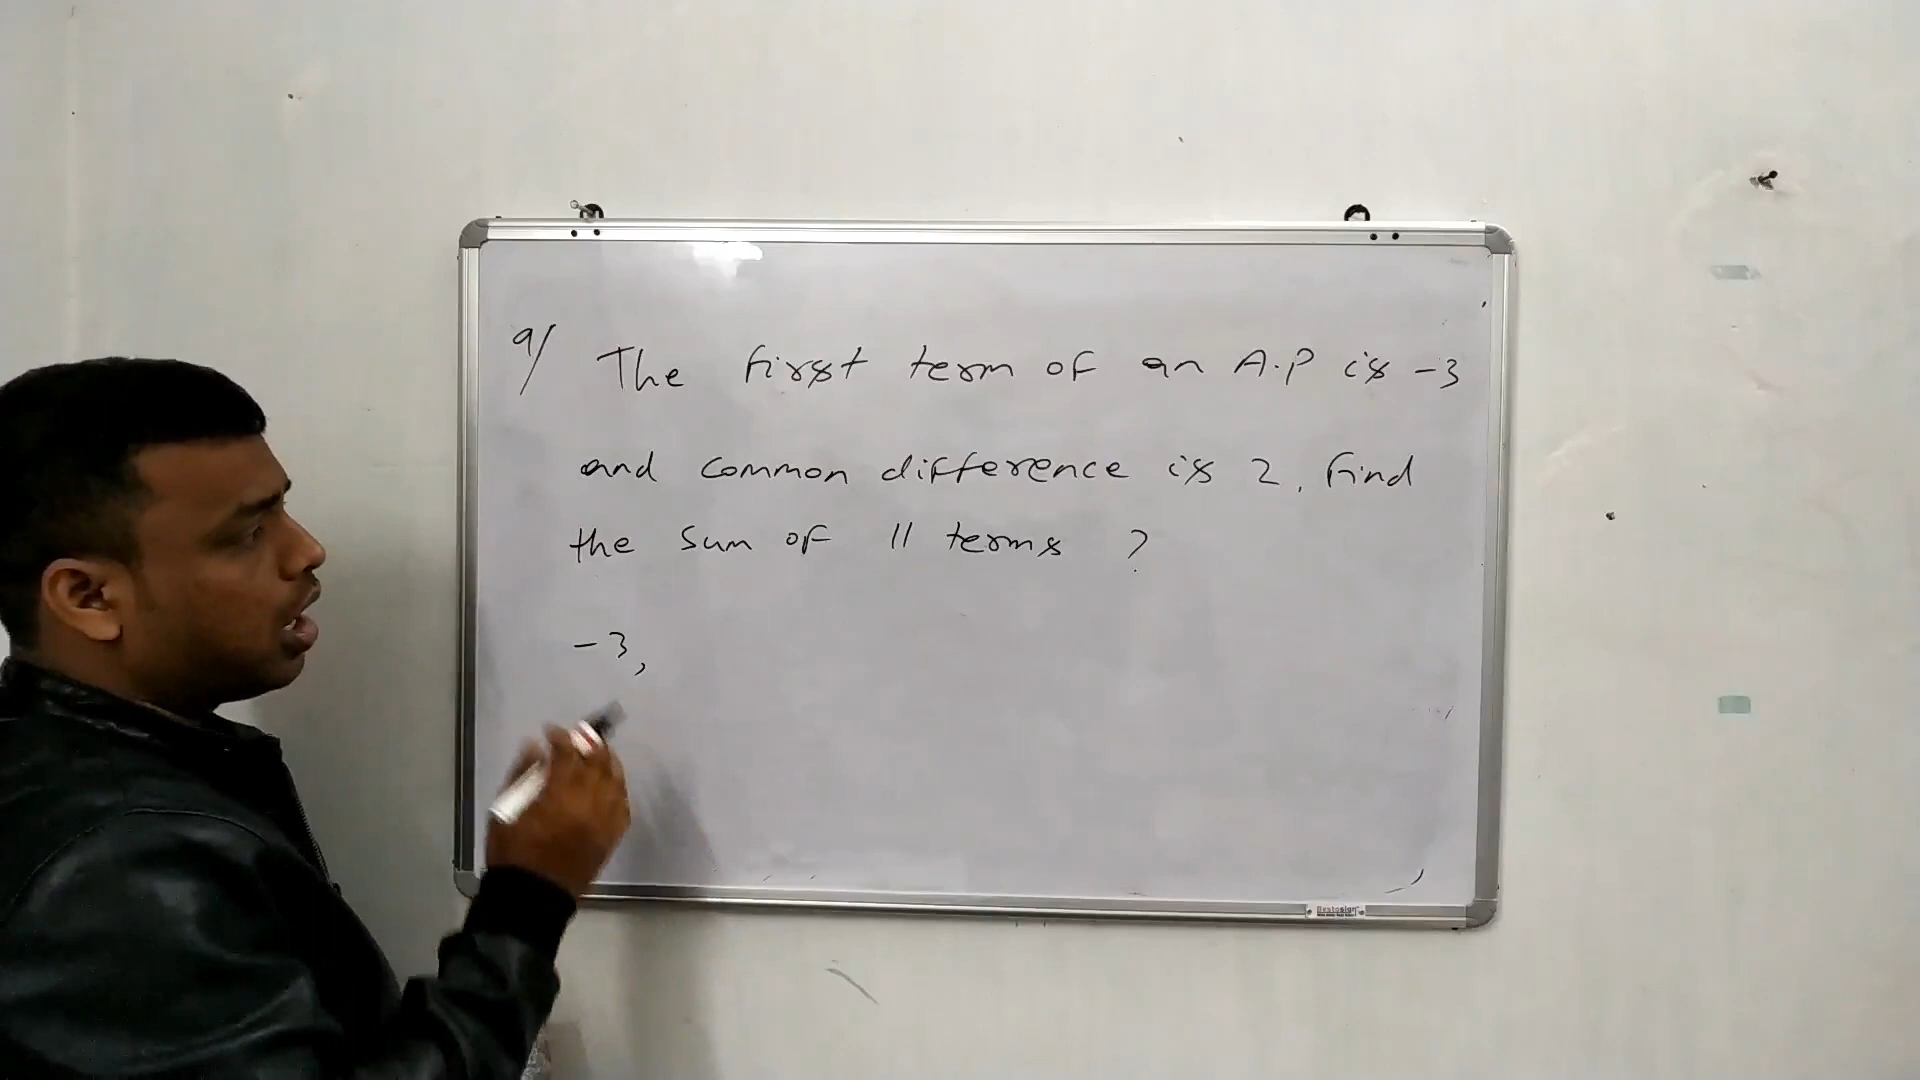 Q/ The first term of an A.P is -3
and common difference is 2. Find
the sum of 11 terms ?
-3,